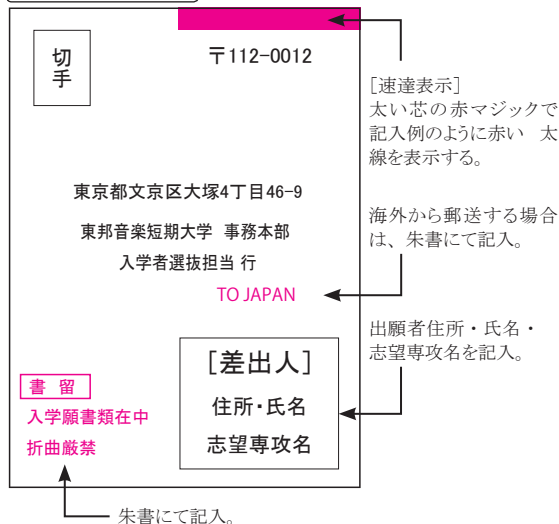 切手
〒112-0012
[速達表示]
太い芯の赤マジックで
記入例のように赤い 太
線を表示する。
東京都文京区大塚4丁目46-9
東邦音楽短期大学 事務本部
入学者選抜担当 行
TO JAPAN
海外から郵送する場合
は、朱書にて記入。
[差出人]
住所・氏名
志望専攻名
出願者住所・氏名・
志望専攻名を記入。
書 留
入学願書類在中
折曲厳禁
朱書にて記入。